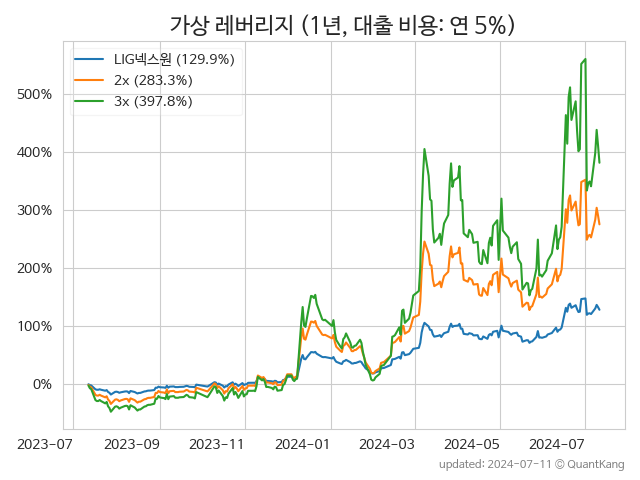 가상 레버리지 (1년, 대출 비용: 연 5%)
LIG넥스원 (129.9%)
2x (283.3%)
3x (397.8%)
500%
400%
300%
200%
100%
0%
2023-07 2023-09 2023-11 2024-01 2024-03 2024-05 2024-07
updated: 2024-07-11 © QuantKang